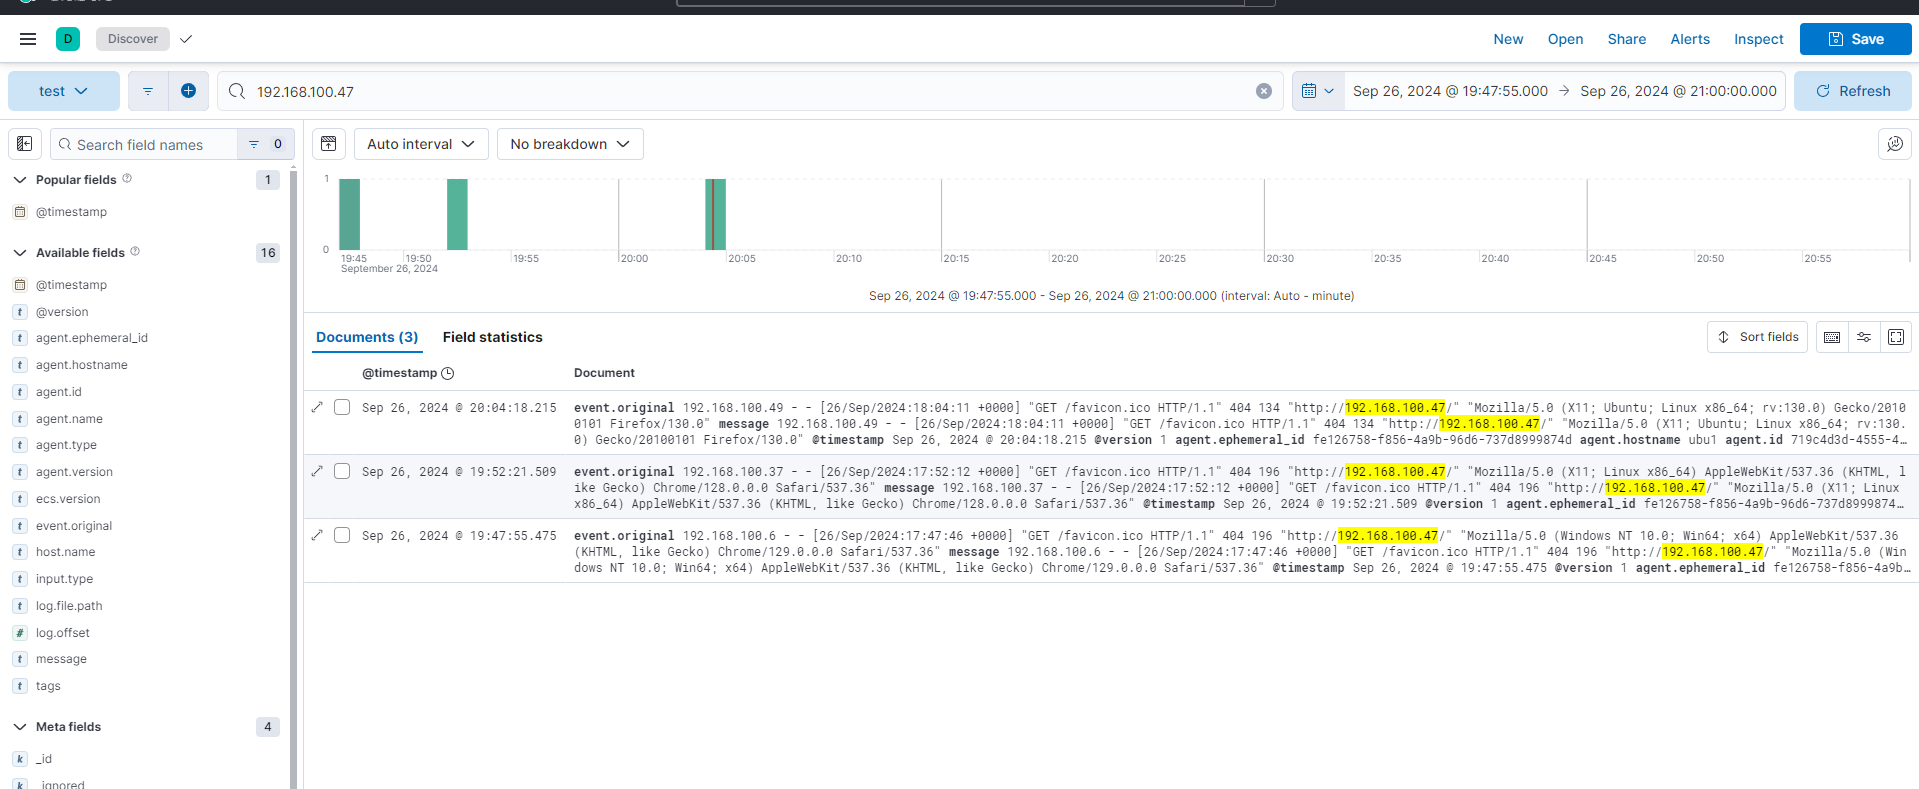 D
Discover
New
Open
Share
Alerts
Inspect
Save
test
192.168.100.47
Sep 26, 2024 @ 19:47:55.000 → Sep 26, 2024 @ 21:00:00.000
Refresh
Search field names
0
Auto interval
No breakdown
Popular fields
1
@timestamp
Available fields
16
@timestamp
t @version
t agent.ephemeral_id
t agent.hostname
t agent.id
t agent.name
t agent.type
t agent.version
t ecs.version
t event.original
t host.name
t input.type
t log.file.path
# log.offset
t message
t tags
Meta fields
4
k _id
k _ignored
1
0
19:45 19:50 19:55 20:00 20:05 20:10 20:15 20:20 20:25 20:30 20:35 20:40 20:45 20:50 20:55
September 26, 2024
Sep 26, 2024 @ 19:47:55.000 - Sep 26, 2024 @ 21:00:00.000 (interval: Auto - minute)
Documents (3)
Field statistics
Sort fields
@timestamp
Document
Sep 26, 2024 @ 20:04:18.215
event.original 192.168.100.49 - - [26/Sep/2024:18:04:11 +0000] "GET /favicon.ico HTTP/1.1" 404 134 "http://192.168.100.47/" "Mozilla/5.0 (X11; Ubuntu; Linux x86_64; rv:130.0) Gecko/2010
0101 Firefox/130.0" message 192.168.100.49 - - [26/Sep/2024:18:04:11 +0000] "GET /favicon.ico HTTP/1.1" 404 134 "http://192.168.100.47/" "Mozilla/5.0 (X11; Ubuntu; Linux x86_64; rv:130.
0) Gecko/20100101 Firefox/130.0" @timestamp Sep 26, 2024 @ 20:04:18.215 @version 1 agent.ephemeral_id fe126758-f856-4a9b-96d6-737d8999874d agent.hostname ubu1 agent.id 719c4d3d-4555-4…
Sep 26, 2024 @ 19:52:21.509
event.original 192.168.100.37 - - [26/Sep/2024:17:52:12 +0000] "GET /favicon.ico HTTP/1.1" 404 196 "http://192.168.100.47/" "Mozilla/5.0 (X11; Linux x86_64) AppleWebKit/537.36 (KHTML, l
ike Gecko) Chrome/128.0.0.0 Safari/537.36" message 192.168.100.37 - - [26/Sep/2024:17:52:12 +0000] "GET /favicon.ico HTTP/1.1" 404 196 "http://192.168.100.47/" "Mozilla/5.0 (X11; Linux
x86_64) AppleWebKit/537.36 (KHTML, like Gecko) Chrome/128.0.0.0 Safari/537.36" @timestamp Sep 26, 2024 @ 19:52:21.509 @version 1 agent.ephemeral_id fe126758-f856-4a9b-96d6-737d8999874…
Sep 26, 2024 @ 19:47:55.475
event.original 192.168.100.6 - - [26/Sep/2024:17:47:46 +0000] "GET /favicon.ico HTTP/1.1" 404 196 "http://192.168.100.47/" "Mozilla/5.0 (Windows NT 10.0; Win64; x64) AppleWebKit/537.36
(KHTML, like Gecko) Chrome/129.0.0.0 Safari/537.36" message 192.168.100.6 - - [26/Sep/2024:17:47:46 +0000] "GET /favicon.ico HTTP/1.1" 404 196 "http://192.168.100.47/" "Mozilla/5.0 (Win
dows NT 10.0; Win64; x64) AppleWebKit/537.36 (KHTML, like Gecko) Chrome/129.0.0.0 Safari/537.36" @timestamp Sep 26, 2024 @ 19:47:55.475 @version 1 agent.ephemeral_id fe126758-f856-4a9b…